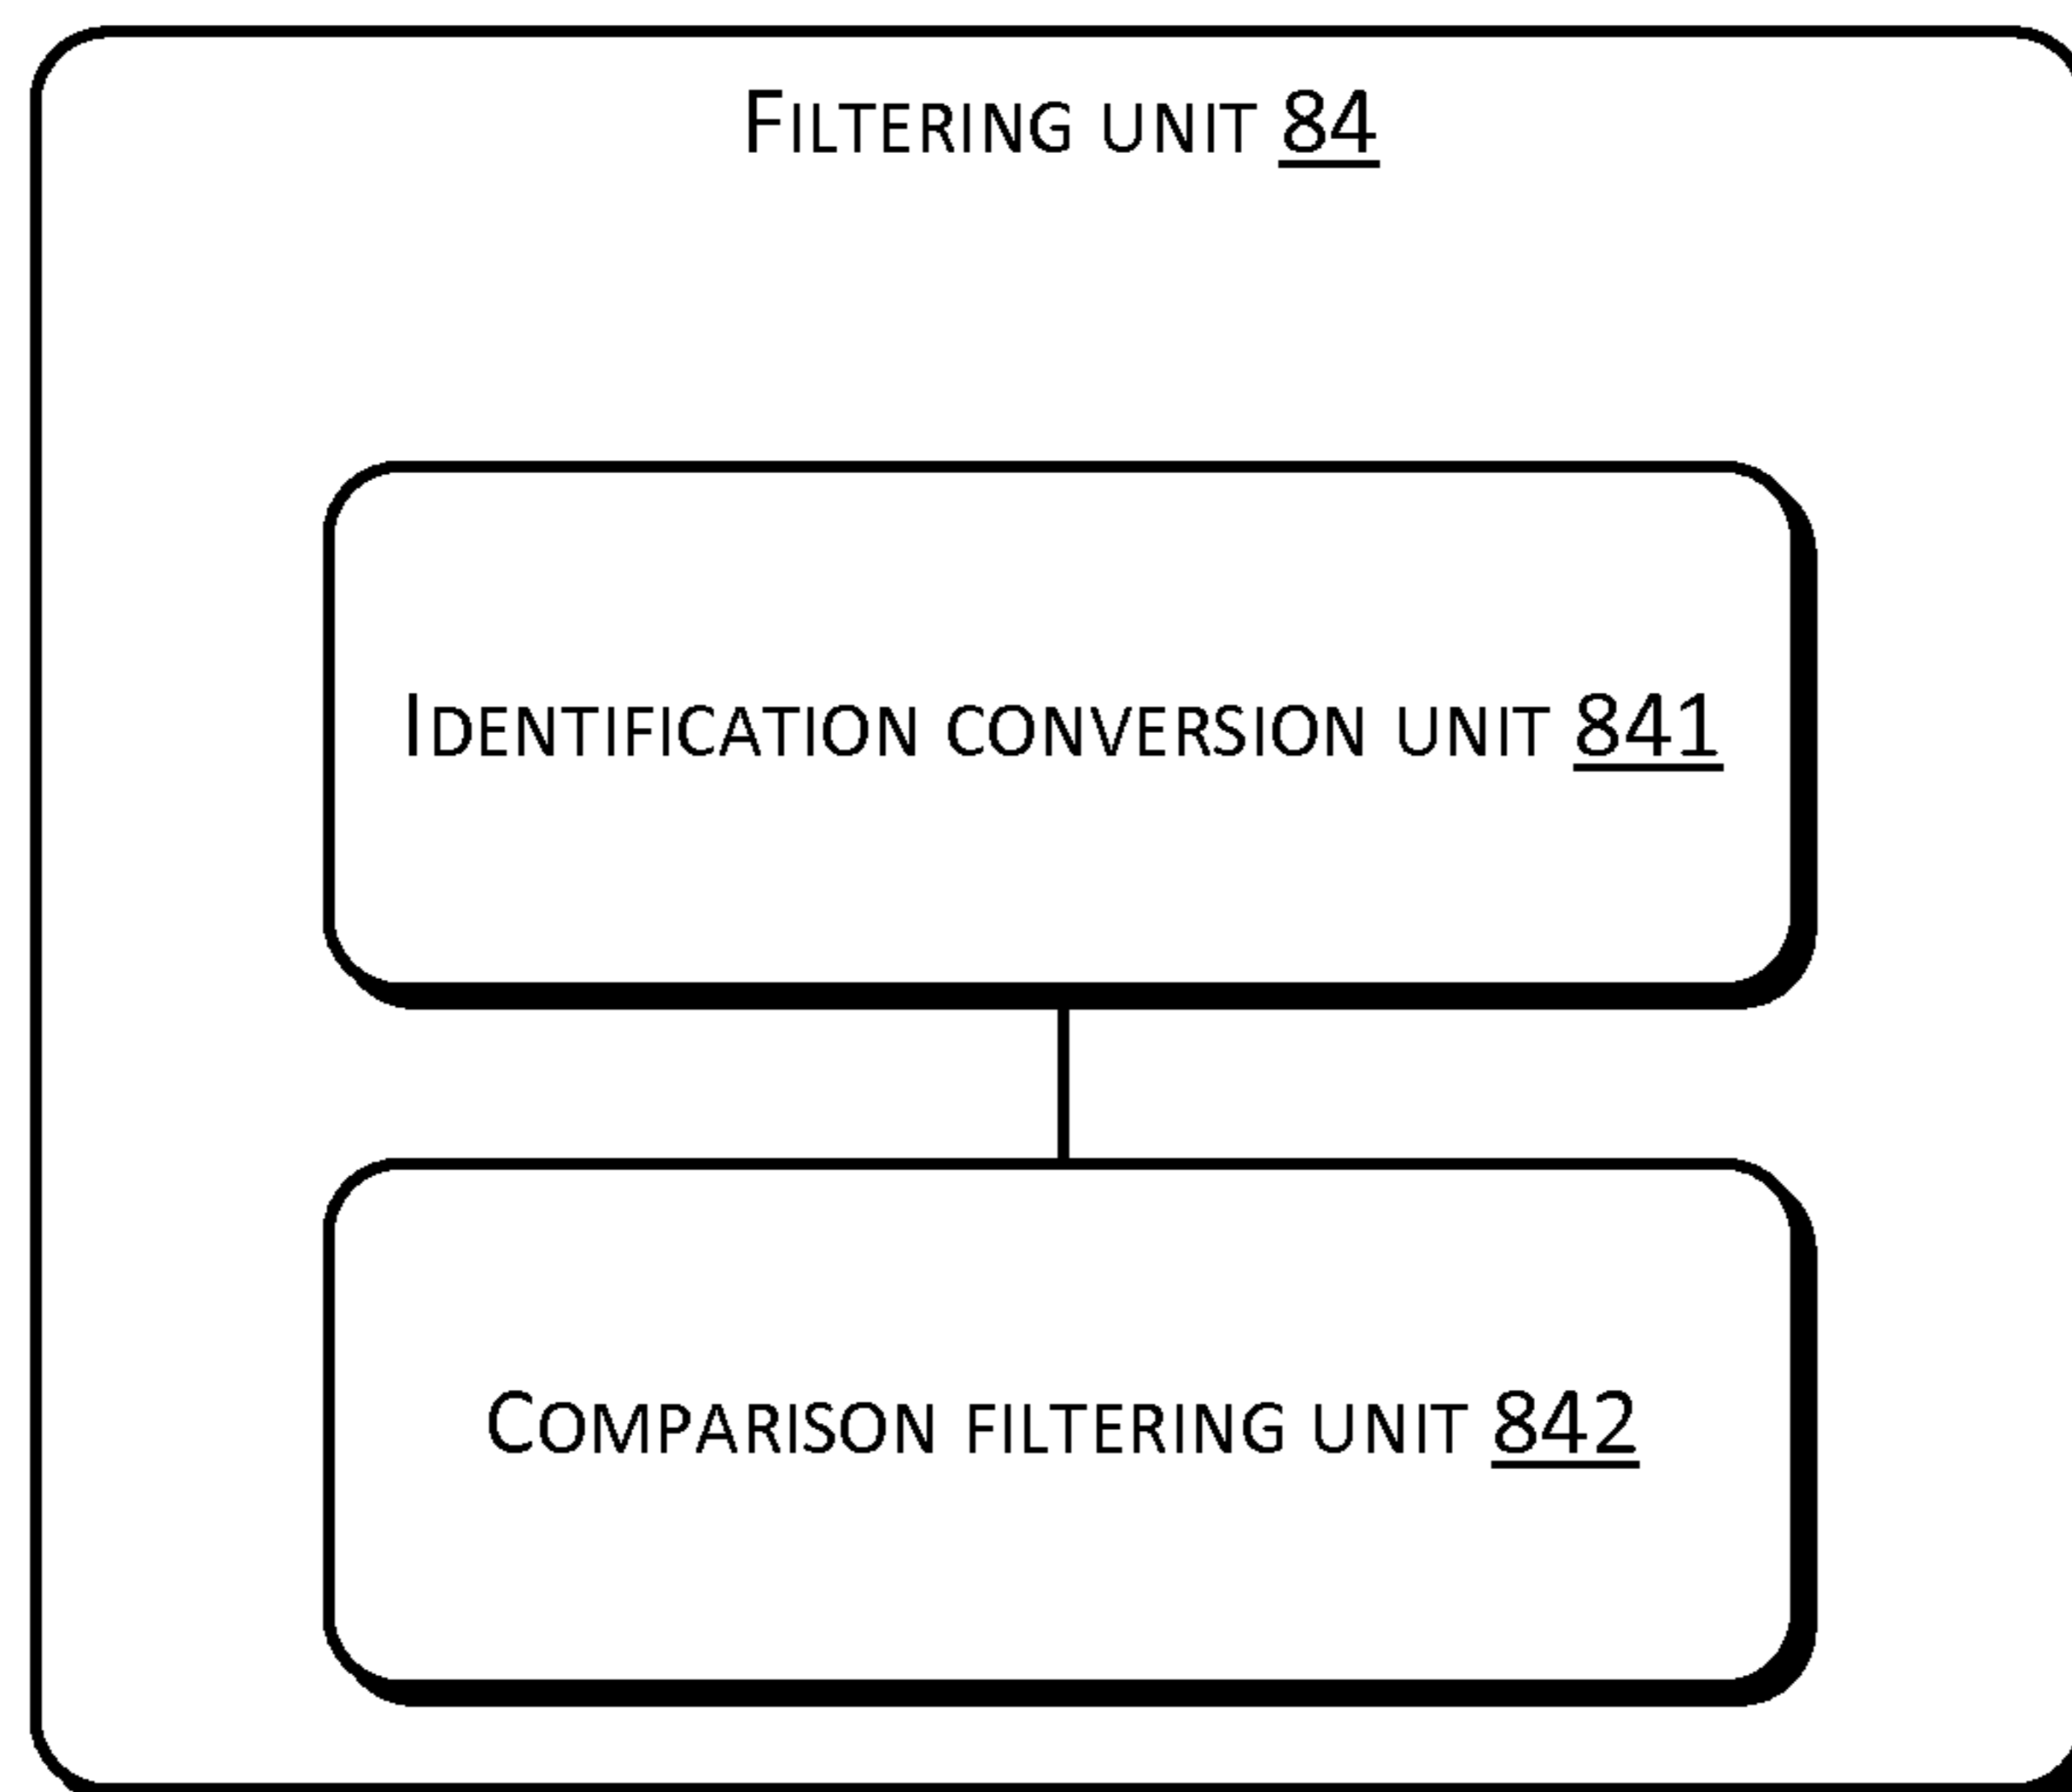 FILTERING UNIT 84
IDENTIFICATION CONVERSION UNIT 841
COMPARISON FILTERING UNIT 842